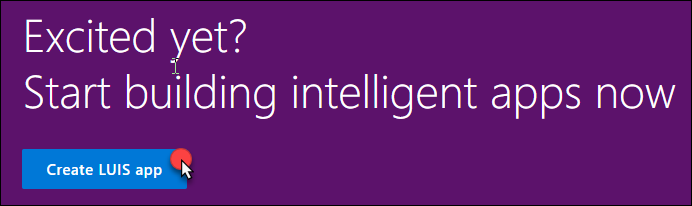 Excited yet?
Start building intelligent apps now
Create LUIS app